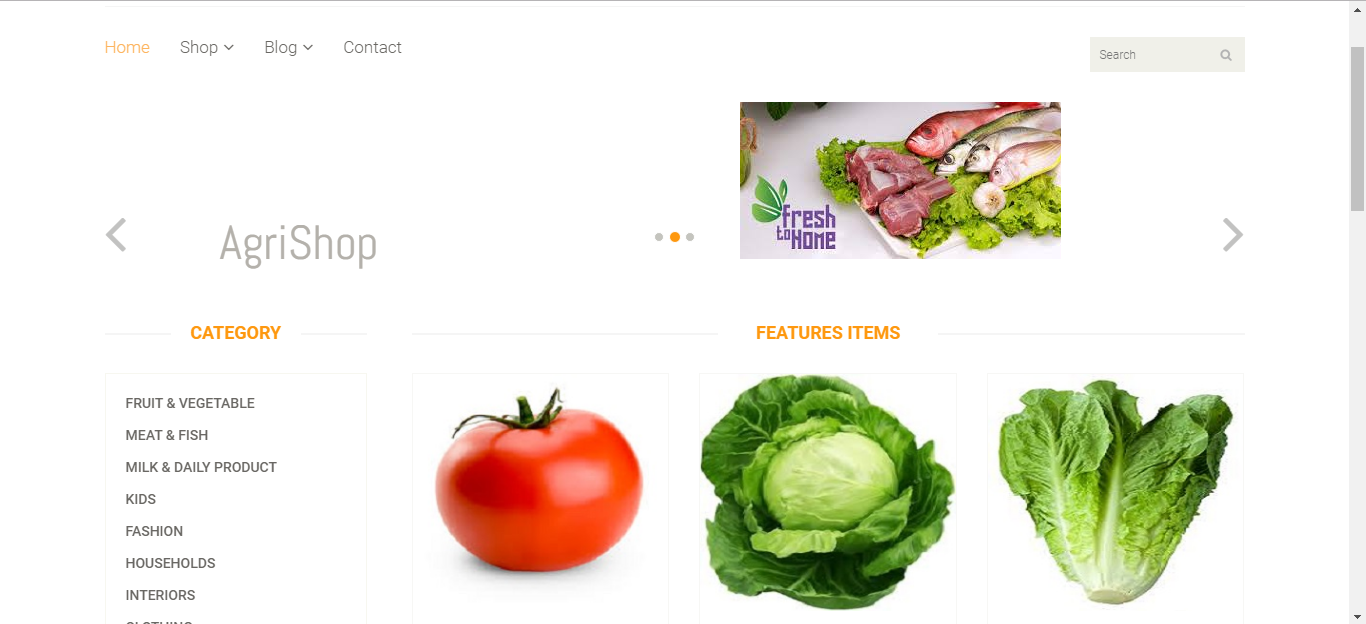 Home Shop Blog Contact
Search
AgriShop
fresh
to HOME
CATEGORY
FEATURES ITEMS
FRUIT & VEGETABLE
MEAT & FISH
MILK & DAILY PRODUCT
KIDS
FASHION
HOUSEHOLDS
INTERIORS
CLOTHING